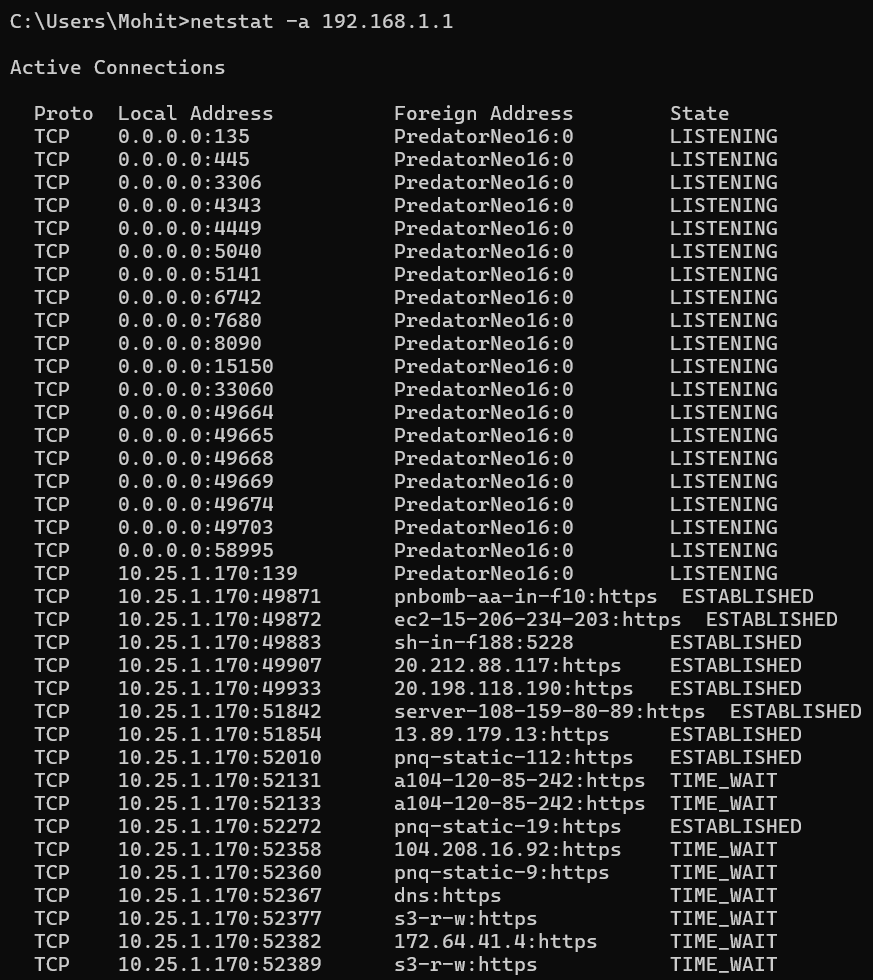 C:\Users\Mohit>netstat -a 192.168.1.1
Active Connections
Proto  Local Address          Foreign Address        State
TCP    0.0.0.0:135            PredatorNeo16:0        LISTENING
TCP    0.0.0.0:445            PredatorNeo16:0        LISTENING
TCP    0.0.0.0:3306           PredatorNeo16:0        LISTENING
TCP    0.0.0.0:4343           PredatorNeo16:0        LISTENING
TCP    0.0.0.0:4449           PredatorNeo16:0        LISTENING
TCP    0.0.0.0:5040           PredatorNeo16:0        LISTENING
TCP    0.0.0.0:5141           PredatorNeo16:0        LISTENING
TCP    0.0.0.0:6742           PredatorNeo16:0        LISTENING
TCP    0.0.0.0:7680           PredatorNeo16:0        LISTENING
TCP    0.0.0.0:8090           PredatorNeo16:0        LISTENING
TCP    0.0.0.0:15150          PredatorNeo16:0        LISTENING
TCP    0.0.0.0:33060          PredatorNeo16:0        LISTENING
TCP    0.0.0.0:49664          PredatorNeo16:0        LISTENING
TCP    0.0.0.0:49665          PredatorNeo16:0        LISTENING
TCP    0.0.0.0:49668          PredatorNeo16:0        LISTENING
TCP    0.0.0.0:49669          PredatorNeo16:0        LISTENING
TCP    0.0.0.0:49674          PredatorNeo16:0        LISTENING
TCP    0.0.0.0:49703          PredatorNeo16:0        LISTENING
TCP    0.0.0.0:58995          PredatorNeo16:0        LISTENING
TCP    10.25.1.170:139        PredatorNeo16:0        LISTENING
TCP    10.25.1.170:49871      pnbomb-aa-in-f10:https  ESTABLISHED
TCP    10.25.1.170:49872      ec2-15-206-234-203:https  ESTABLISHED
TCP    10.25.1.170:49883      sh-in-f188:5228        ESTABLISHED
TCP    10.25.1.170:49907      20.212.88.117:https    ESTABLISHED
TCP    10.25.1.170:49933      20.198.118.190:https   ESTABLISHED
TCP    10.25.1.170:51842      server-108-159-80-89:https  ESTABLISHED
TCP    10.25.1.170:51854      13.89.179.13:https     ESTABLISHED
TCP    10.25.1.170:52010      pnq-static-112:https   ESTABLISHED
TCP    10.25.1.170:52131      a104-120-85-242:https  TIME_WAIT
TCP    10.25.1.170:52133      a104-120-85-242:https  TIME_WAIT
TCP    10.25.1.170:52272      pnq-static-19:https    ESTABLISHED
TCP    10.25.1.170:52358      104.208.16.92:https    TIME_WAIT
TCP    10.25.1.170:52360      pnq-static-9:https     TIME_WAIT
TCP    10.25.1.170:52367      dns:https              TIME_WAIT
TCP    10.25.1.170:52377      s3-r-w:https           TIME_WAIT
TCP    10.25.1.170:52382      172.64.41.4:https      TIME_WAIT
TCP    10.25.1.170:52389      s3-r-w:https           TIME_WAIT